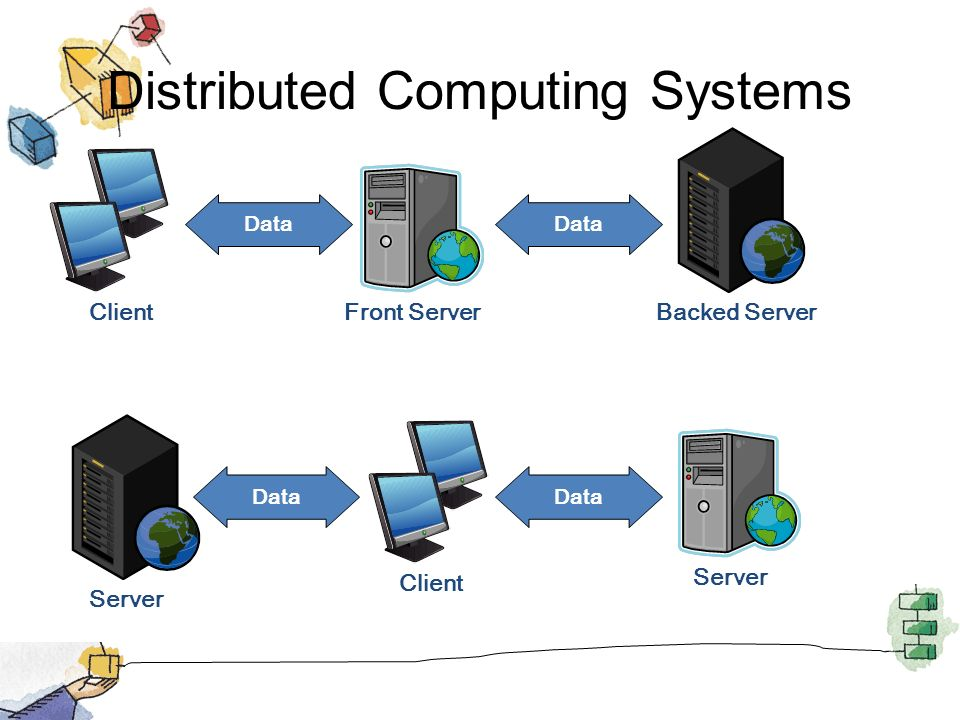 Distributed Computing Systems
Data
Data
Client
Front Server
Backed Server
Data
Data
Server
Client
Server